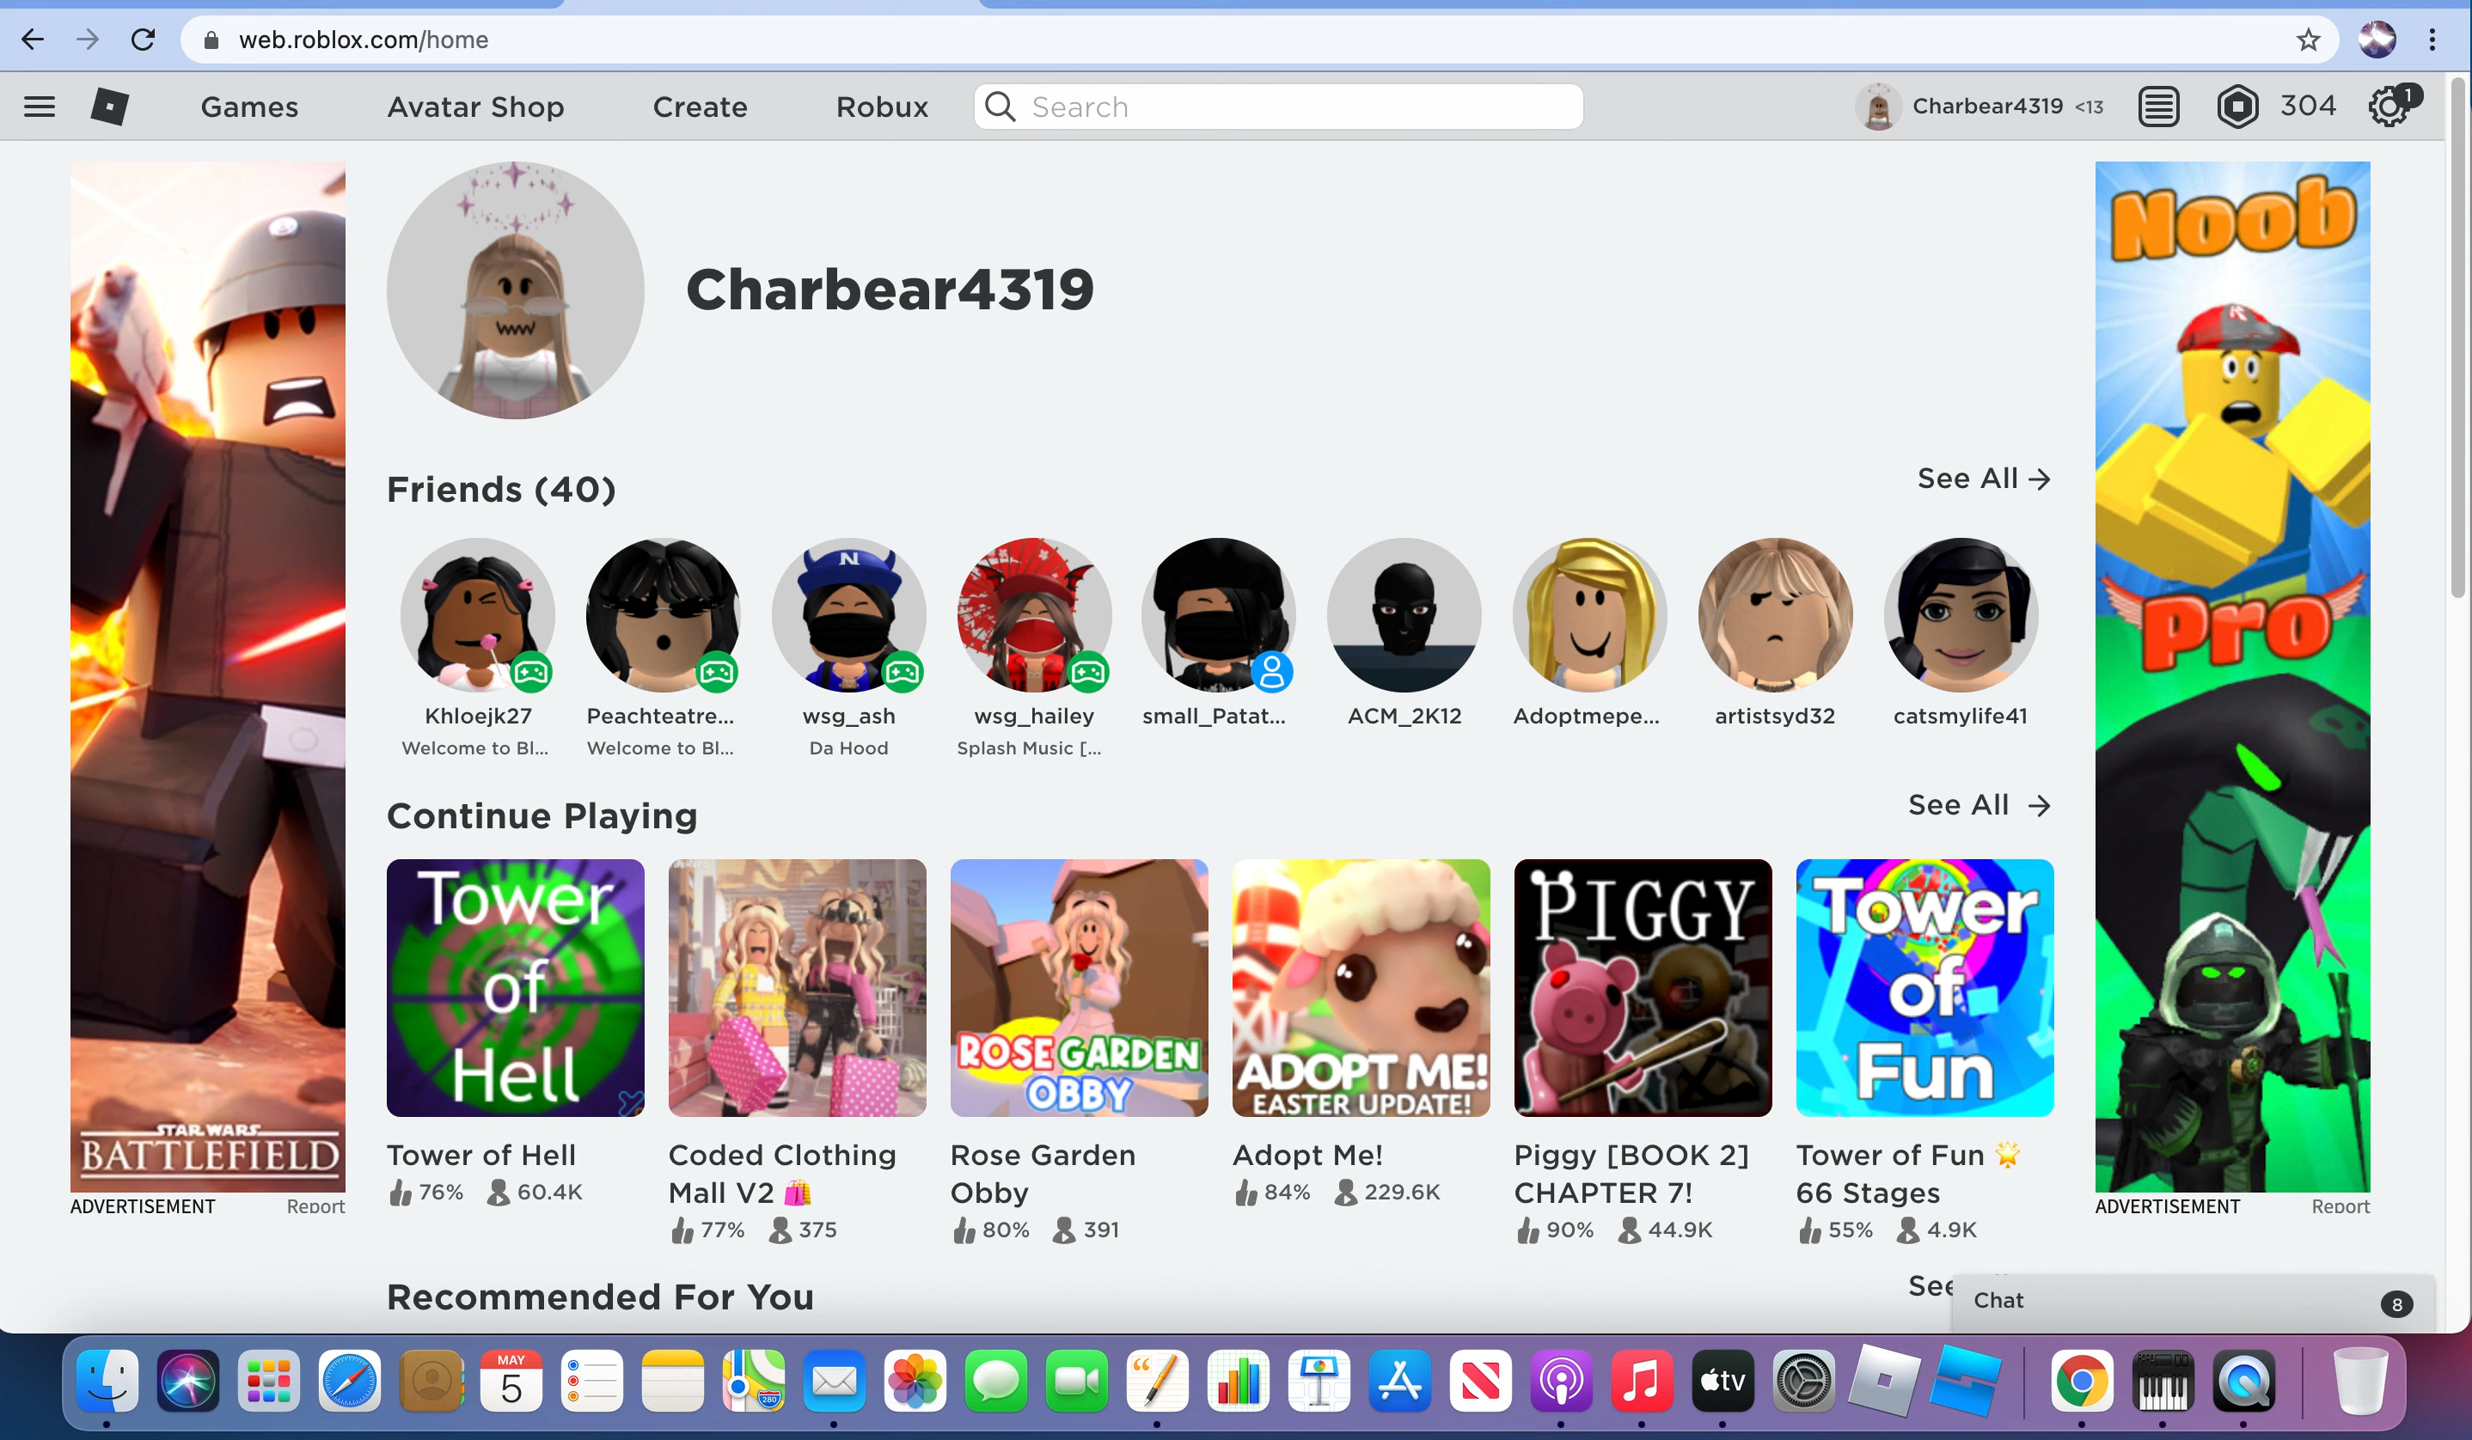 web.roblox.com/home
Games
Avatar Shop
Create
Robux
Search
Charbear4319 <13
304
1
Charbear4319
Friends (40)
See All
N
Khloejk27
Peachteatre...
wsg_ash
wsg_hailey
small_Patat...
ACM_2K12
Adoptmepe...
artistsyd32
catsmylife41
Welcome to Bl...
Welcome to Bl...
Da Hood
Splash Music [...
Continue Playing
See All
Tower
of
Hell
ROSE GARDEN
OBBY
ADOPT ME!
EASTER UPDATE!
PIGGY
Tower
of
Fun
Tower of Hell
76% 60.4K
Coded Clothing
Mall V2 🛍️
77% 375
Rose Garden
Obby
80% 391
Adopt Me!
84% 229.6K
Piggy [BOOK 2]
CHAPTER 7!
90% 44.9K
Tower of Fun 🌟
66 Stages
55% 4.9K
STAR WARS
BATTLEFIELD
ADVERTISEMENT
Report
Noob
Pro
ADVERTISEMENT
Report
Recommended For You
See
Chat
8
MAY
5
280
tv